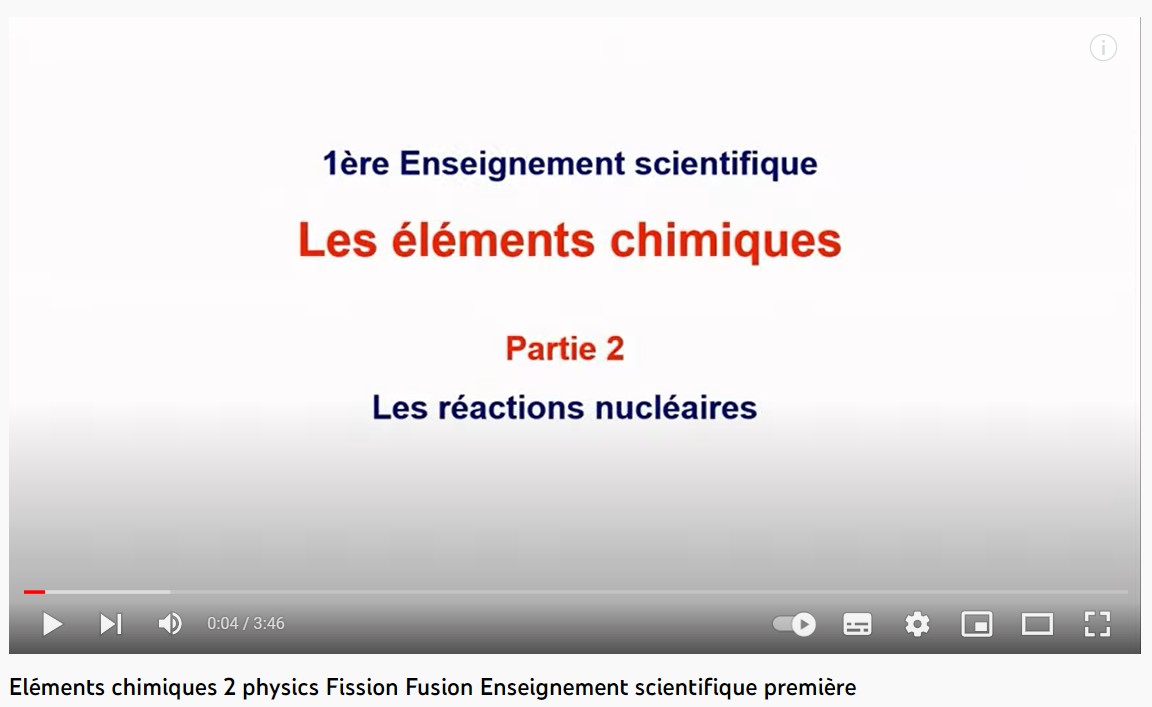 1ère Enseignement scientifique
Les éléments chimiques
Partie 2
Les réactions nucléaires
0:04 / 3:46
Eléments chimiques 2 physics Fission Fusion Enseignement scientifique première